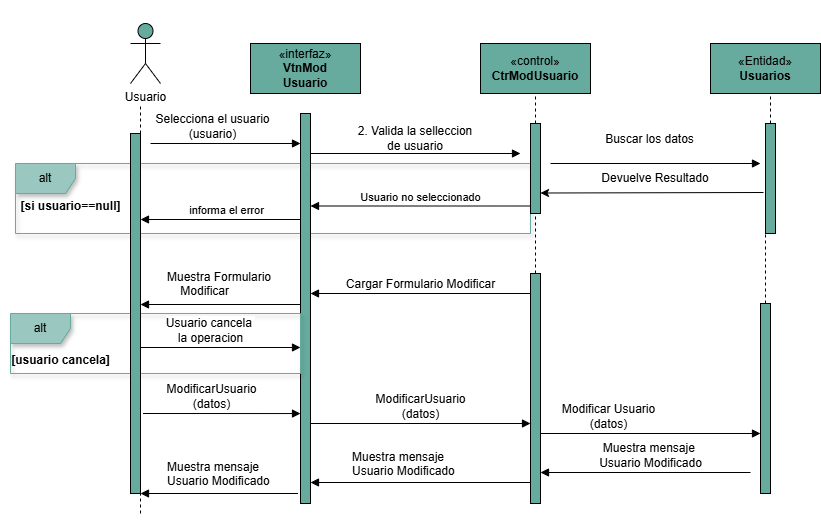 Usuario
«interfaz»
VtnMod
Usuario
«control»
CtrModUsuario
«Entidad»
Usuarios
Selecciona el usuario
(usuario)
2. Valida laselleccion
de usuario
Buscar los datos
Devuelve Resultado
alt
[si usuario==null]
Usuario no seleccionado
informa el error
Muestra Formulario
Modificar
Cargar Formulario Modificar
alt
Usuario cancela
la operacion
[usuario cancela]
ModificarUsuario
(datos)
ModificarUsuario
(datos)
Modificar Usuario
(datos)
Muestra mensaje
Usuario Modificado
Muestra mensaje
Usuario Modificado
Muestra mensaje
Usuario Modificado